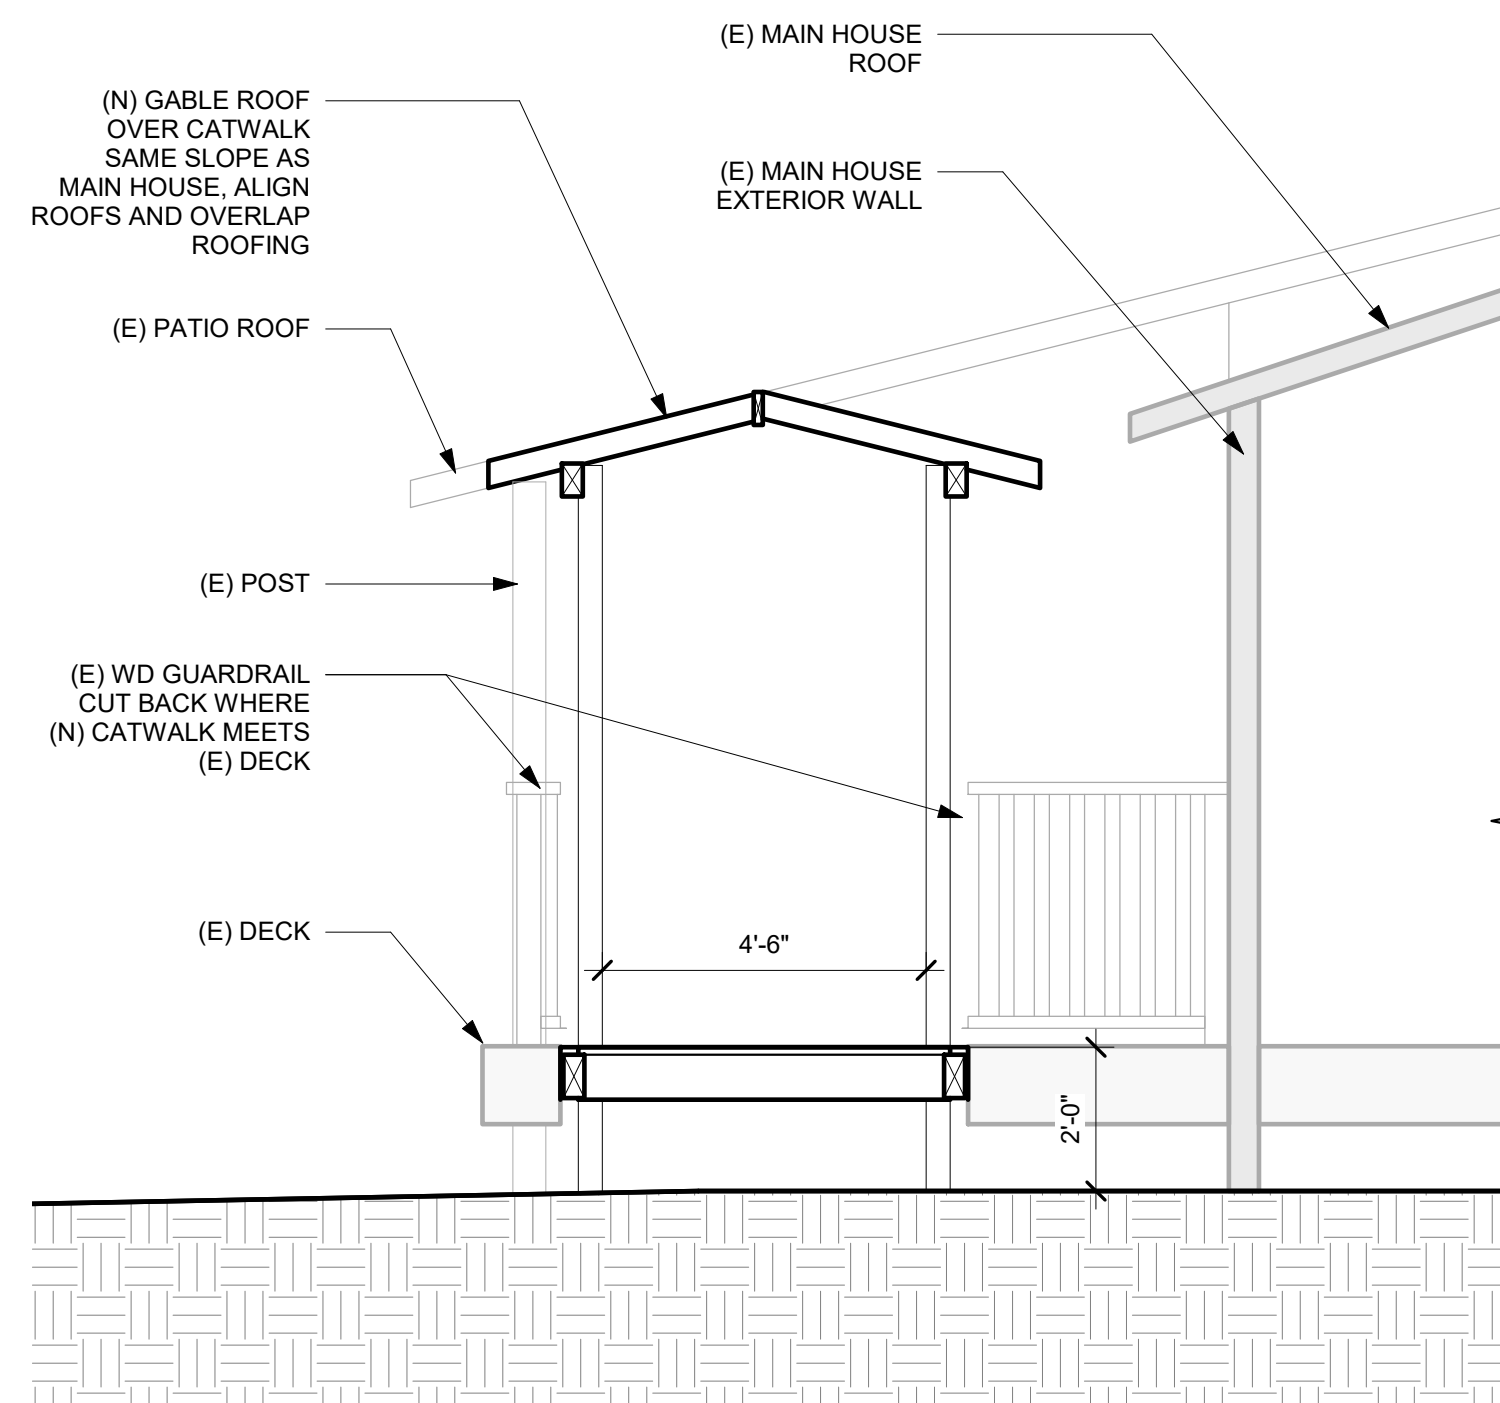 (E) MAIN HOUSE
ROOF
(N) GABLE ROOF
OVER CATWALK
SAME SLOPE AS
MAIN HOUSE, ALIGN
ROOFS AND OVERLAP
ROOFING
(E) MAIN HOUSE
EXTERIOR WALL
(E) PATIO ROOF
(E) POST
(E) WD GUARDRAIL
CUT BACK WHERE
(N) CATWALK MEETS
(E) DECK
(E) DECK
4'-6"
2'-0"